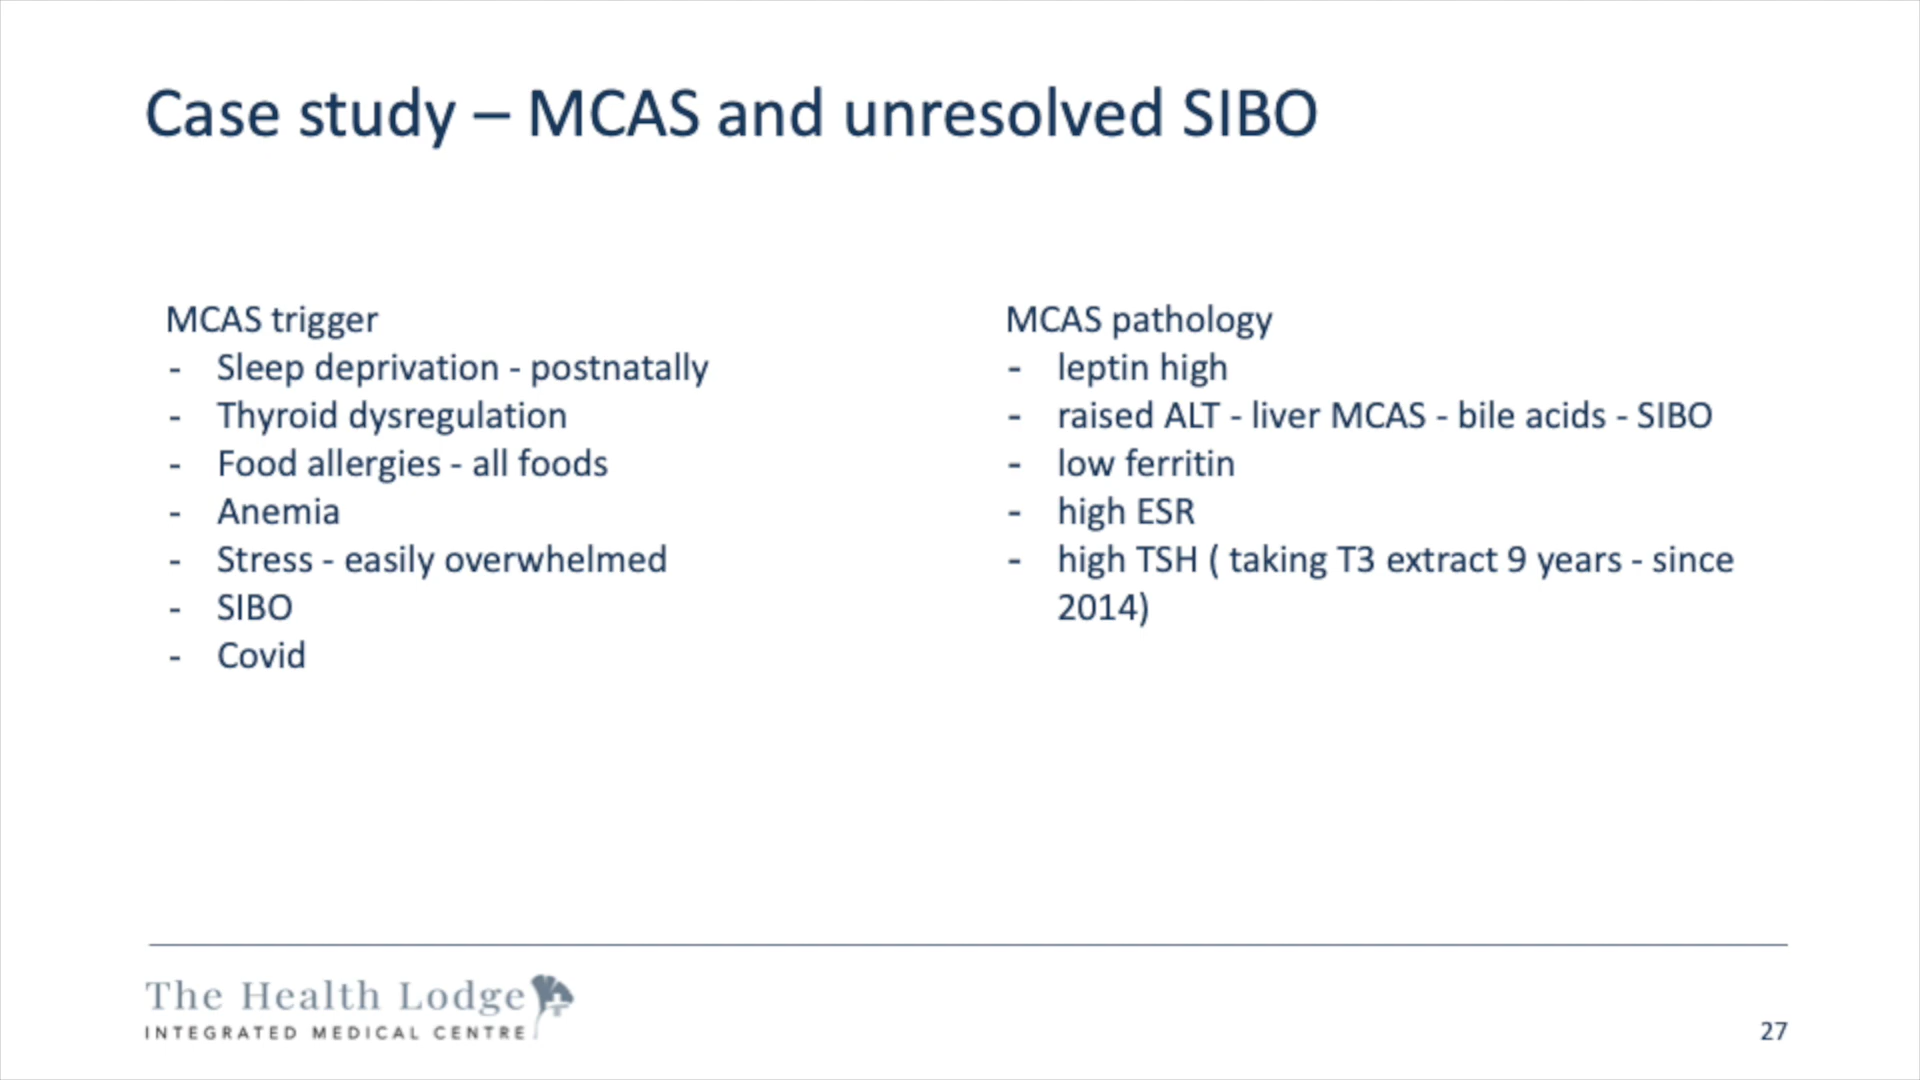 Case study – MCAS and unresolved SIBO
MCAS trigger
- Sleep deprivation - postnatally
- Thyroid dysregulation
- Food allergies - all foods
- Anemia
- Stress - easily overwhelmed
- SIBO
- Covid
MCAS pathology
- leptin high
- raised ALT - liver MCAS - bile acids - SIBO
- low ferritin
- high ESR
- high TSH ( taking T3 extract 9 years - since
2014)
The Health Lodge
INTEGRATED MEDICAL CENTRE
27